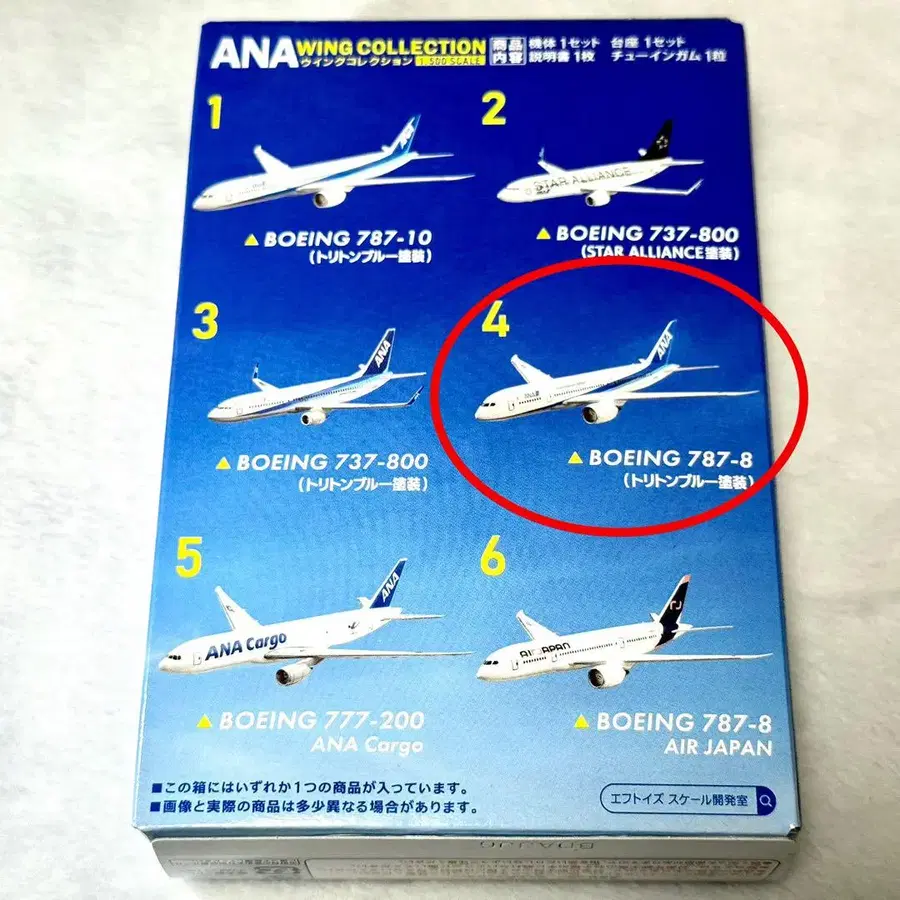 ANA WING COLLECTION
ウイングコレクション 1:500 SCALE
商品内容
機体 1セット 台座 1セット
説明書 1枚 チューインガム 1粒
1
▲ BOEING 787-10
(トリトンブルー塗装)
2
STAR ALLIANCE
▲ BOEING 737-800
(STAR ALLIANCE塗装)
3
ANA
▲ BOEING 737-800
(トリトンブルー塗装)
4
ANA
▲ BOEING 787-8
(トリトンブルー塗装)
5
ANA
ANA Cargo
▲ BOEING 777-200
ANA Cargo
6
AIR JAPAN
▲ BOEING 787-8
AIR JAPAN
■この箱にはいずれか1つの商品が入っています。
■画像と実際の商品は多少異なる場合があります。
エフトイズ スケール開発室